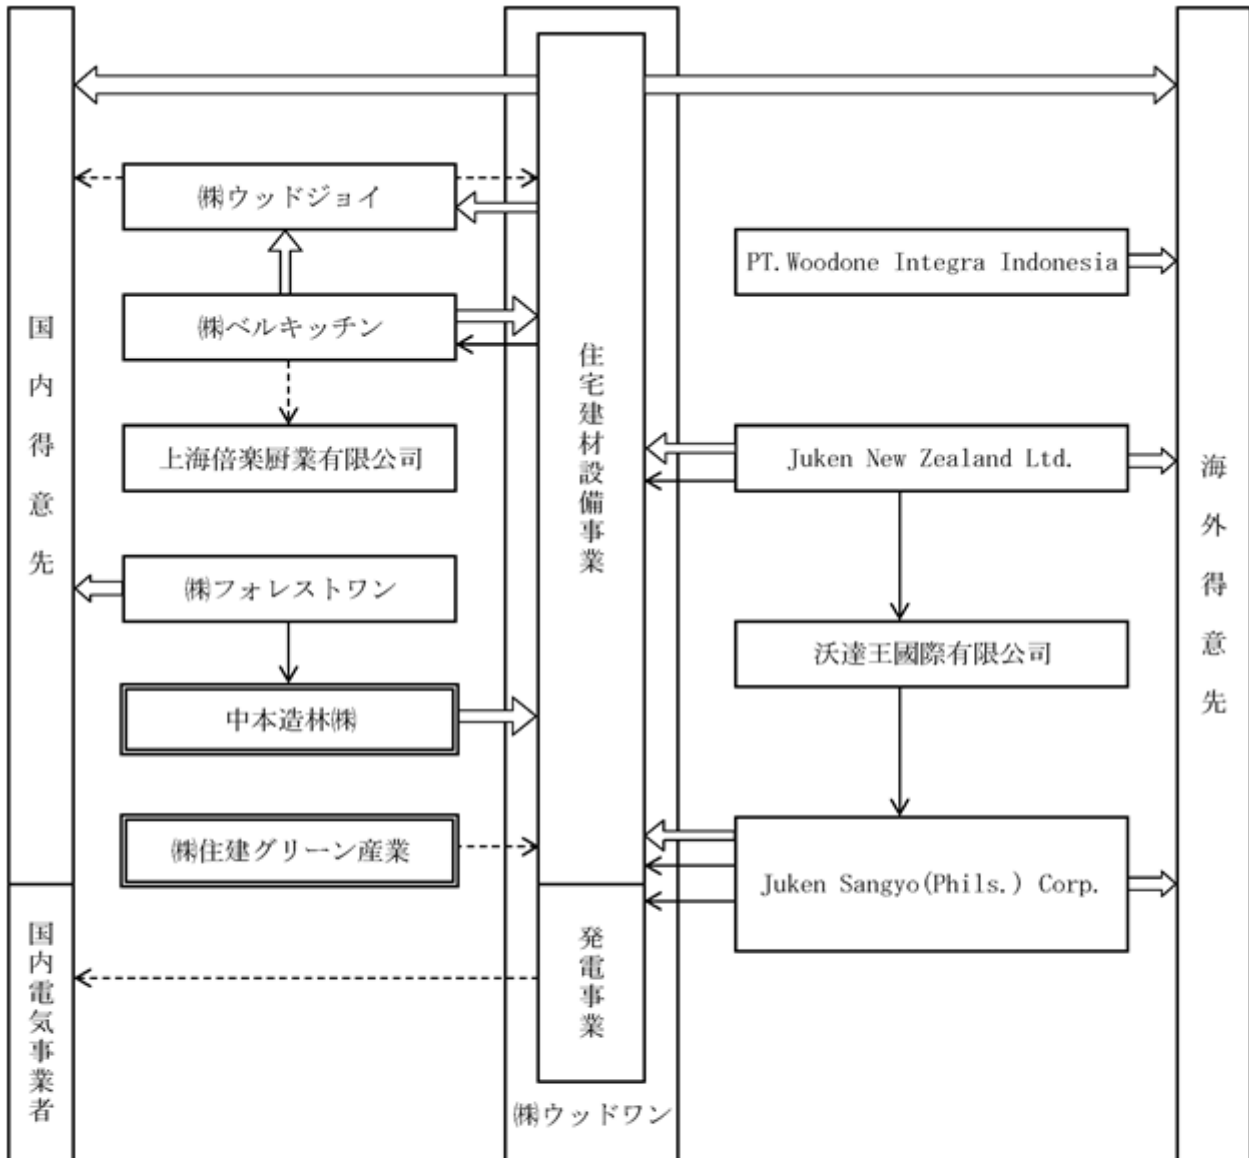 国内得意先
国内電気事業者
㈱ウッドジョイ
㈱ベルキッチン
上海倍楽厨業有限公司
㈱フォレストワン
中本造林㈱
㈱住建グリーン産業
住宅建材設備事業
発電事業
㈱ウッドワン
PT.Woodone Integra Indonesia
Juken New Zealand Ltd.
沃達王國際有限公司
Juken Sangyo(Phils.) Corp.
海外得意先